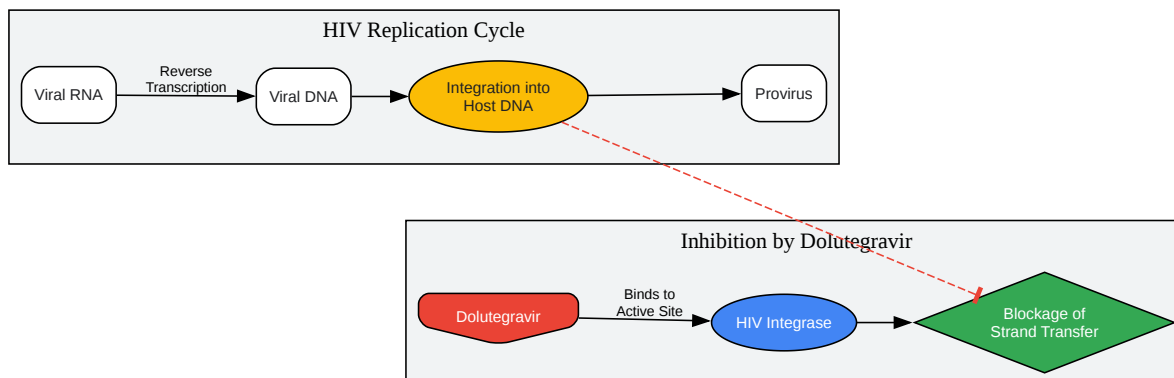 HIV Replication Cycle
Viral RNA
Reverse
Transcription
Viral DNA
Integration into
Host DNA
Provirus
Inhibition by Dolutegravir
Dolutegravir
Binds to
Active Site
HIV Integrase
Blockage of
Strand Transfer